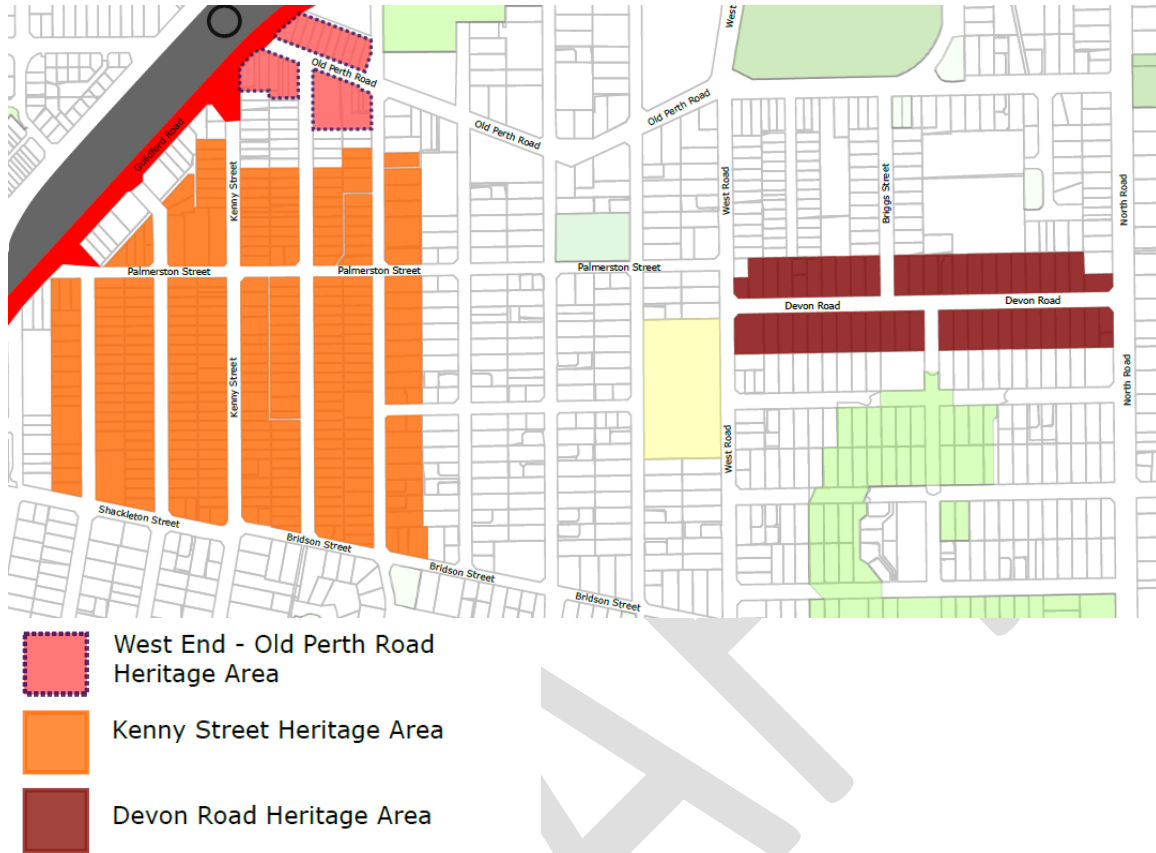 West
Old Perth Road
Old Perth Road
Old Perth Road
Guildford Road
Kenny Street
West Road
Briggs Street
North Road
Palmerston Street
Palmerston Street
Palmerston Street
Devon Road
Devon Road
Kenny Street
North Road
West Road
Shackleton Street
Bridson Street
Bridson Street
Bridson Street
West End - Old Perth Road
Heritage Area
Kenny Street Heritage Area
Devon Road Heritage Area